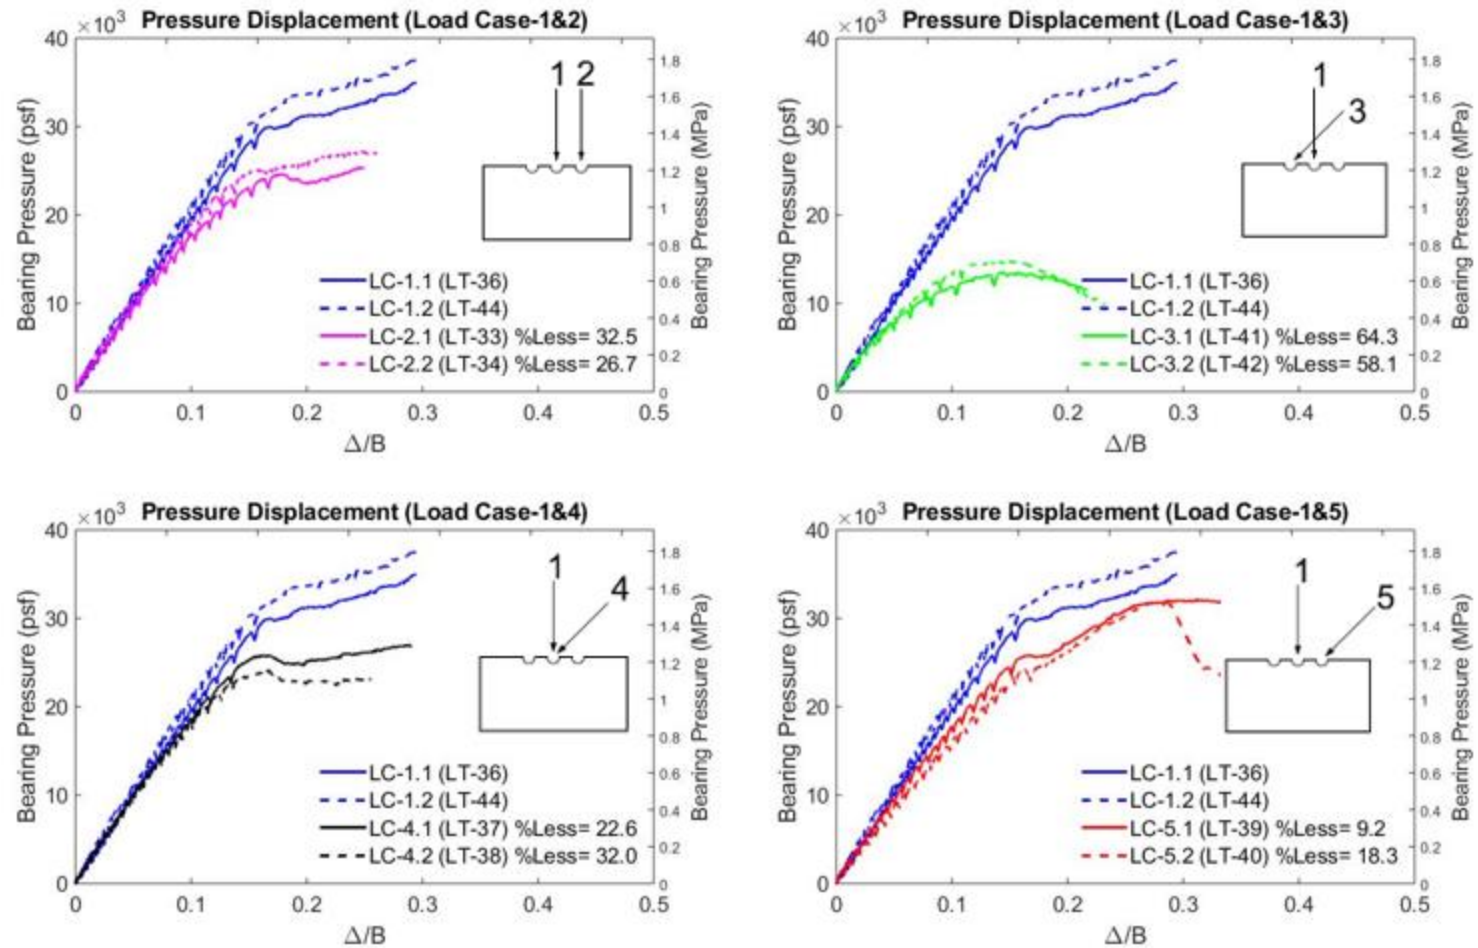 Pressure Displacement (Load Case-1&2)
×10³
40
30
20
10
0
Bearing Pressure (psf)
1 2
LC-1.1 (LT-36)
LC-1.2 (LT-44)
LC-2.1 (LT-33) %Less= 32.5
LC-2.2 (LT-34) %Less= 26.7
1.8
1.6
1.4
1.2
1
0.8
0.6
0.4
0.2
0
Bearing Pressure (MPa)
0 0.1 0.2 0.3 0.4 0.5
Δ/B
Pressure Displacement (Load Case-1&3)
×10³
40
30
20
10
0
Bearing Pressure (psf)
1
3
LC-1.1 (LT-36)
LC-1.2 (LT-44)
LC-3.1 (LT-41) %Less= 64.3
LC-3.2 (LT-42) %Less= 58.1
1.8
1.6
1.4
1.2
1
0.8
0.6
0.4
0.2
0
Bearing Pressure (MPa)
0 0.1 0.2 0.3 0.4 0.5
Δ/B
Pressure Displacement (Load Case-1&4)
×10³
40
30
20
10
0
Bearing Pressure (psf)
1
4
LC-1.1 (LT-36)
LC-1.2 (LT-44)
LC-4.1 (LT-37) %Less= 22.6
LC-4.2 (LT-38) %Less= 32.0
1.8
1.6
1.4
1.2
1
0.8
0.6
0.4
0.2
0
Bearing Pressure (MPa)
0 0.1 0.2 0.3 0.4 0.5
Δ/B
Pressure Displacement (Load Case-1&5)
×10³
40
30
20
10
0
Bearing Pressure (psf)
1
5
LC-1.1 (LT-36)
LC-1.2 (LT-44)
LC-5.1 (LT-39) %Less= 9.2
LC-5.2 (LT-40) %Less= 18.3
1.8
1.6
1.4
1.2
1
0.8
0.6
0.4
0.2
0
Bearing Pressure (MPa)
0 0.1 0.2 0.3 0.4 0.5
Δ/B